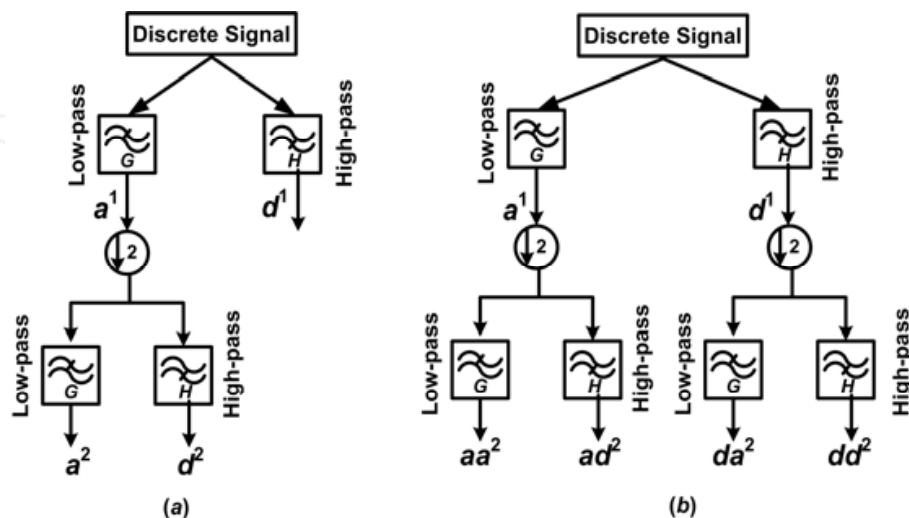 Discrete Signal
Low-pass
G
H
High-pass
a¹
d¹
2
Low-pass
G
H
High-pass
a²
d²
(a)
Discrete Signal
Low-pass
G
H
High-pass
a¹
d¹
2
2
Low-pass
G
H
High-pass
Low-pass
G
H
High-pass
aa²
ad²
da²
dd²
(b)